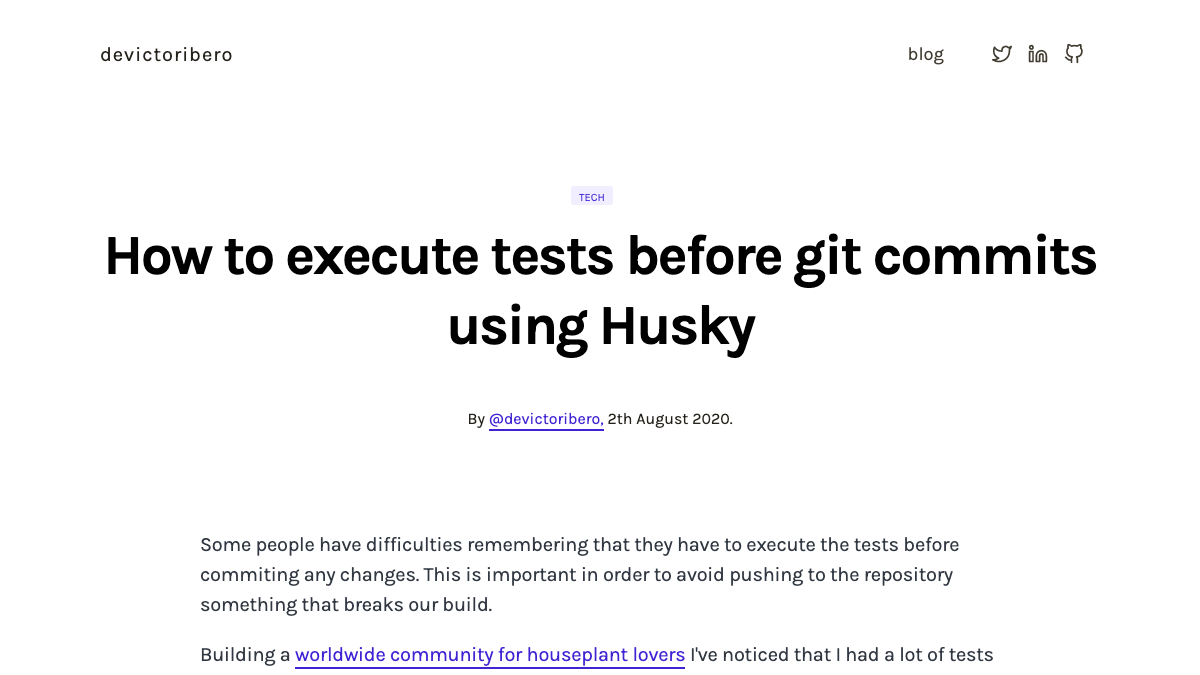 devictoribero
blog
TECH
How to execute tests before git commits
using Husky
By @devictoribero, 2th August 2020.
Some people have difficulties remembering that they have to execute the tests before
commiting any changes. This is important in order to avoid pushing to the repository
something that breaks our build.
Building a worldwide community for houseplant lovers I've noticed that I had a lot of tests